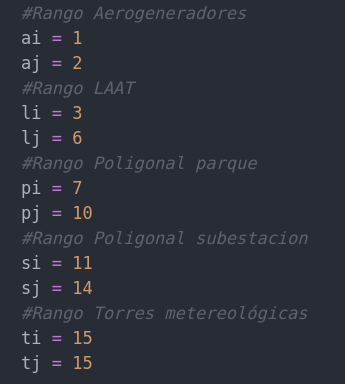 #Rango Aerogeneradores
ai = 1
aj = 2
#Rango LAAT
li = 3
lj = 6
#Rango Poligonal parque
pi = 7
pj = 10
#Rango Poligonal subestacion
si = 11
sj = 14
#Rango Torres metereológicas
ti = 15
tj = 15